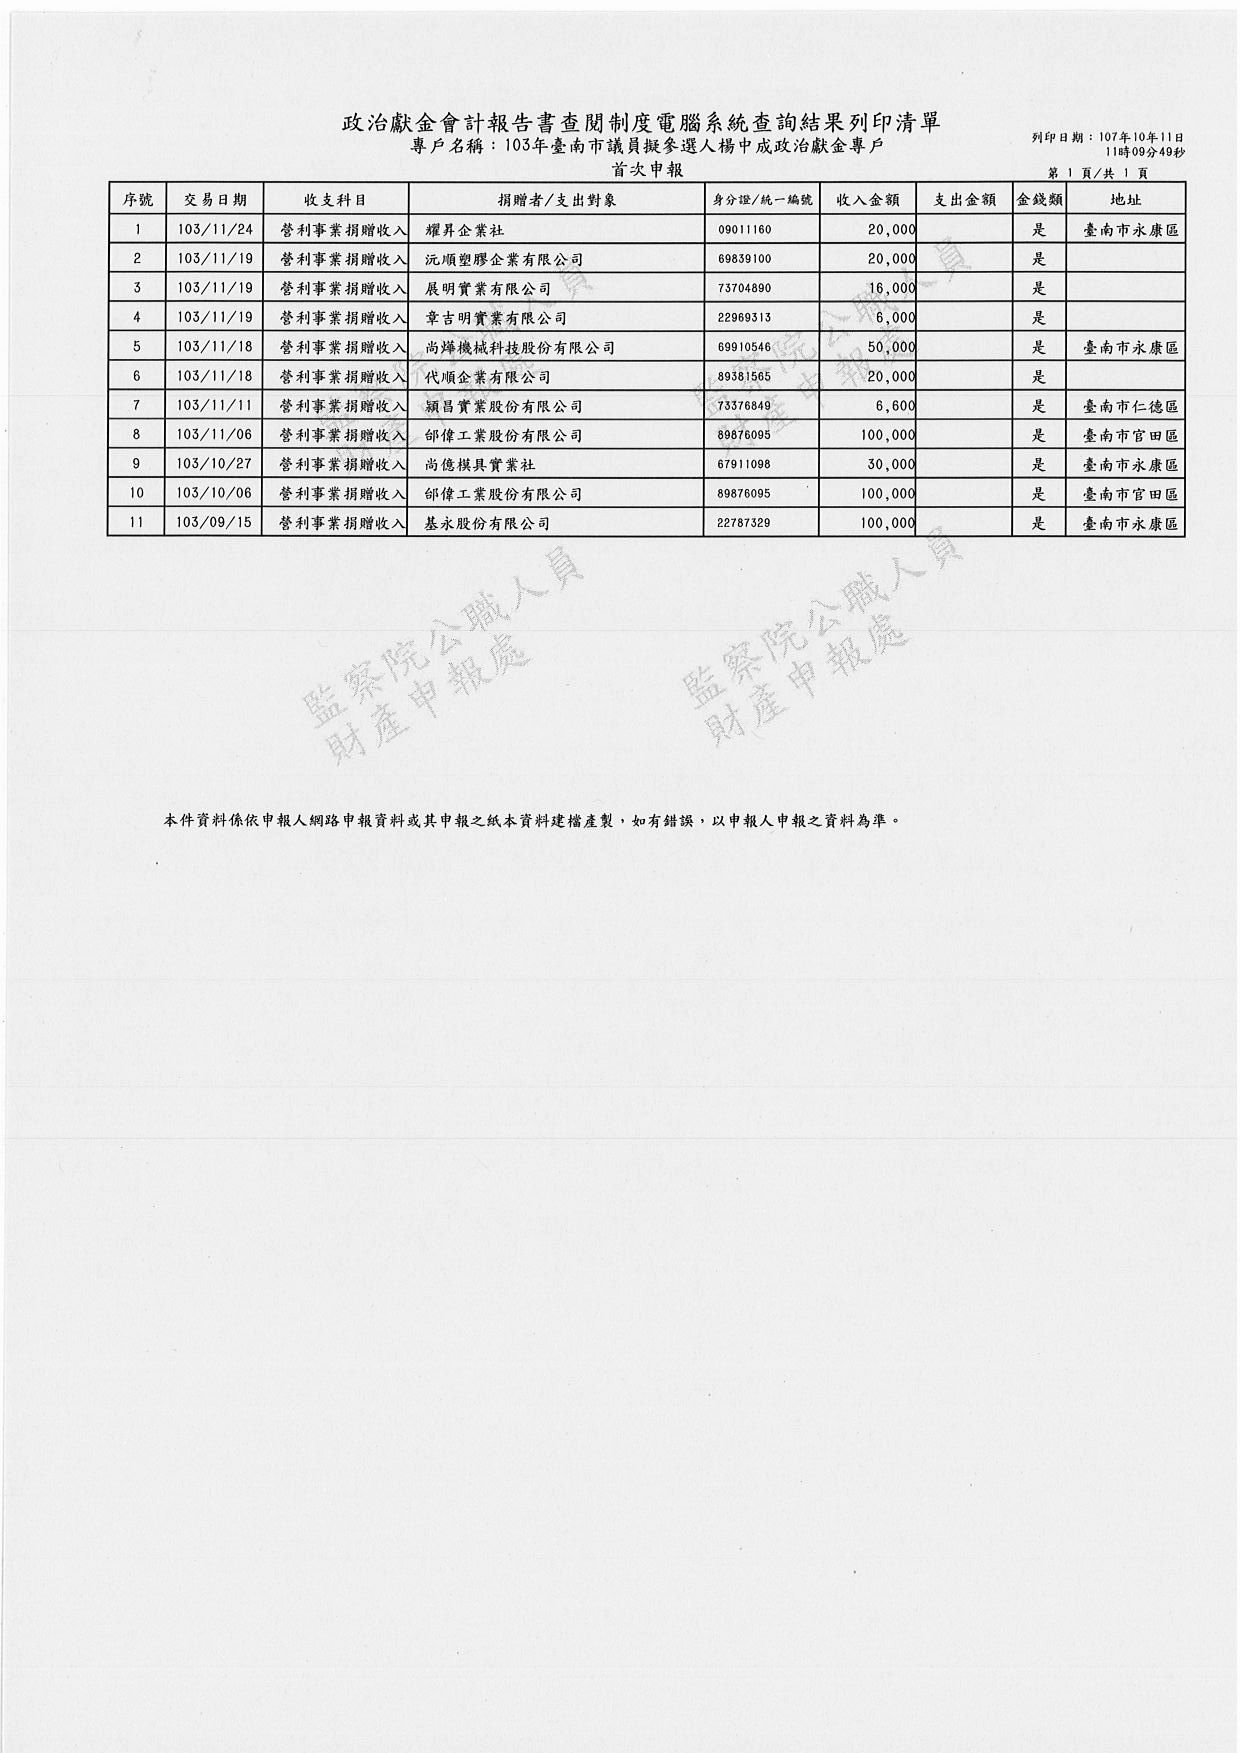 政治獻金會計報告書查閱制度電腦系統查詢結果列印清單
專戶名稱：103年臺南市議員擬參選人楊中成政治獻金專戶
首次申報
列印日期：107年10年11日
11時09分49秒
第 1 頁/共 1 頁
序號 交易日期 收支科目 捐贈者/支出對象 身分證/統一編號 收入金額 支出金額 金錢類 地址
1 103/11/24 營利事業捐贈收入 耀昇企業社 09011160 20,000 是 臺南市永康區
2 103/11/19 營利事業捐贈收入 沅順塑膠企業有限公司 69839100 20,000 是
3 103/11/19 營利事業捐贈收入 展明實業有限公司 73704890 16,000 是
4 103/11/19 營利事業捐贈收入 章吉明實業有限公司 22969313 6,000 是
5 103/11/18 營利事業捐贈收入 尚燁機械科技股份有限公司 69910546 50,000 是 臺南市永康區
6 103/11/18 營利事業捐贈收入 代順企業有限公司 89381565 20,000 是
7 103/11/11 營利事業捐贈收入 穎昌實業股份有限公司 73376849 6,600 是 臺南市仁德區
8 103/11/06 營利事業捐贈收入 邰偉工業股份有限公司 89876095 100,000 是 臺南市官田區
9 103/10/27 營利事業捐贈收入 尚億模具實業社 67911098 30,000 是 臺南市永康區
10 103/10/06 營利事業捐贈收入 邰偉工業股份有限公司 89876095 100,000 是 臺南市官田區
11 103/09/15 營利事業捐贈收入 基永股份有限公司 22787329 100,000 是 臺南市永康區
監察院公職人員
財產申報處
監察院公職人員
財產申報處
監察院公職人員
財產申報處
監察院公職人員
財產申報處
本件資料係依申報人網路申報資料或其申報之紙本資料建檔產製，如有錯誤，以申報人申報之資料為準。